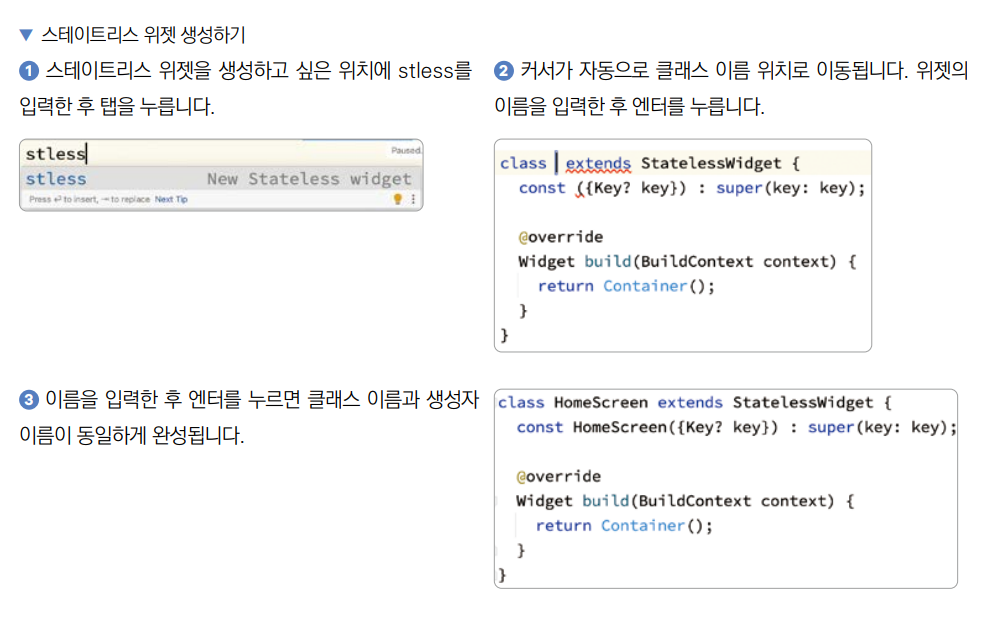 ▼ 스테이트리스 위젯 생성하기
❶ 스테이트리스 위젯을 생성하고 싶은 위치에 stless를
입력한 후 탭을 누릅니다.
stless
Paused.
stless New Stateless widget
Press ↵ to insert, → to replace Next Tip
❷ 커서가 자동으로 클래스 이름 위치로 이동됩니다. 위젯의
이름을 입력한 후 엔터를 누릅니다.
class extends StatelessWidget {
const ({Key? key}) : super(key: key);
@override
Widget build(BuildContext context) {
return Container();
}
}
❸ 이름을 입력한 후 엔터를 누르면 클래스 이름과 생성자
이름이 동일하게 완성됩니다.
class HomeScreen extends StatelessWidget {
const HomeScreen({Key? key}) : super(key: key);
@override
Widget build(BuildContext context) {
return Container();
}
}